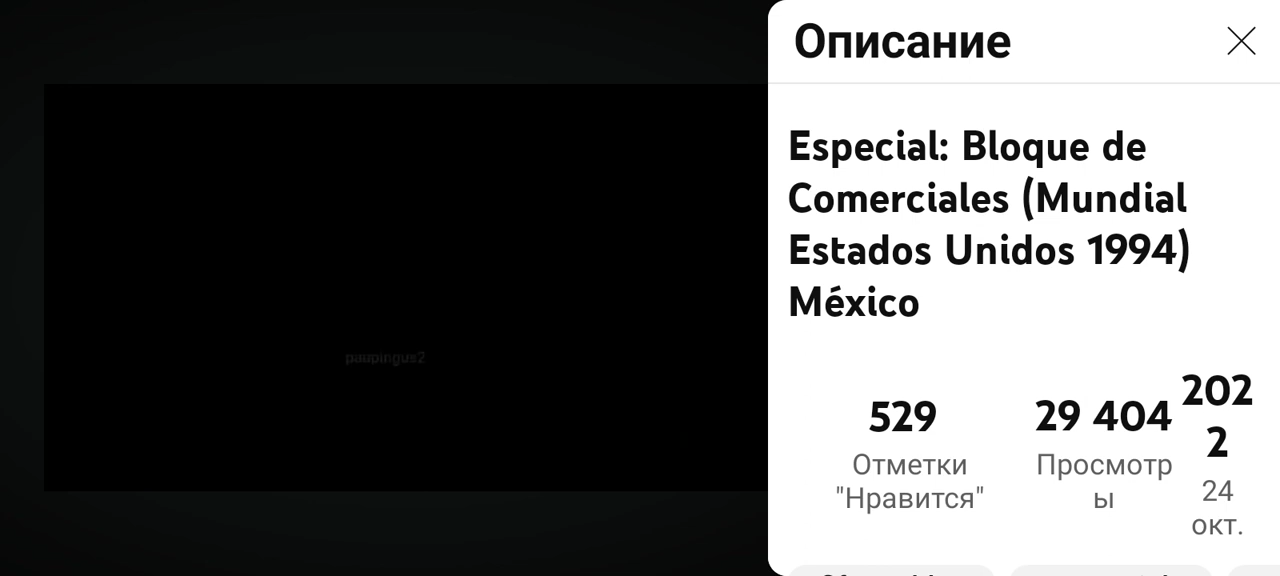 Описание
Especial: Bloque de
Comerciales (Mundial
Estados Unidos 1994)
México
529
Отметки
"Нравится"
29 404
Просмотр
ы
202
2
24
окт.
paupingus2